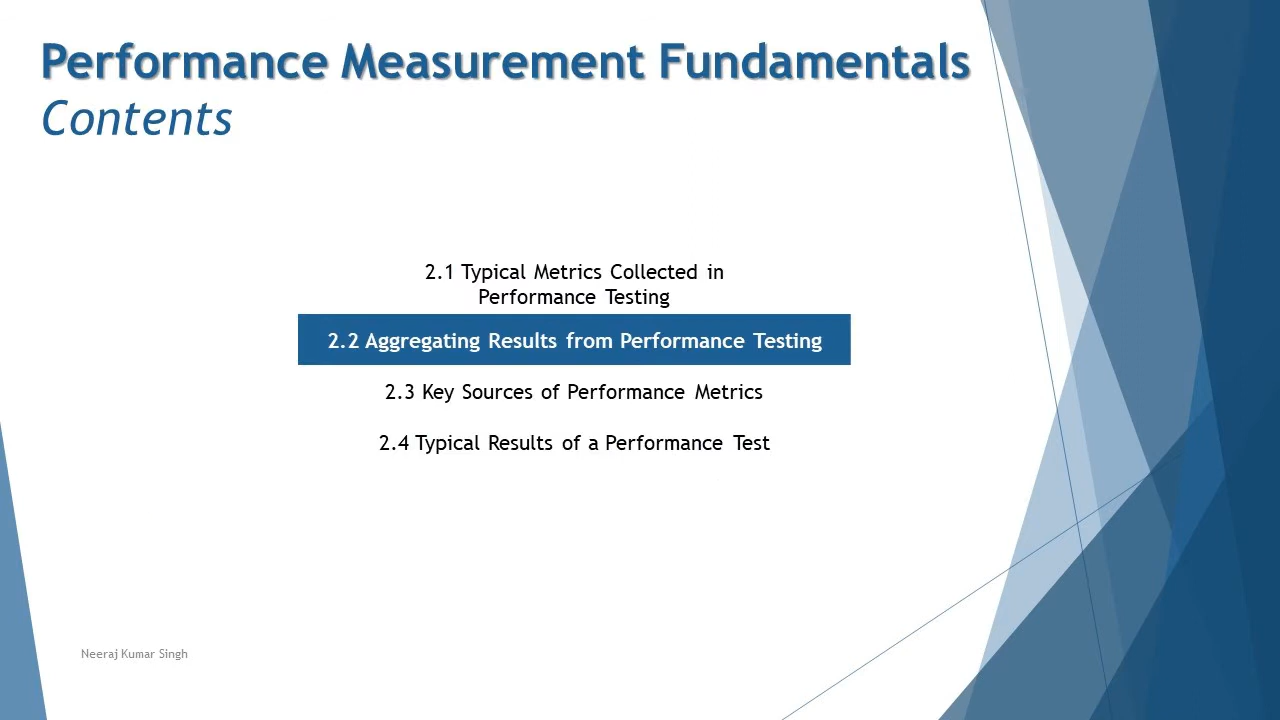 Performance Measurement Fundamentals
Contents
2.1 Typical Metrics Collected in
Performance Testing
2.2 Aggregating Results from Performance Testing
2.3 Key Sources of Performance Metrics
2.4 Typical Results of a Performance Test
Neeraj Kumar Singh